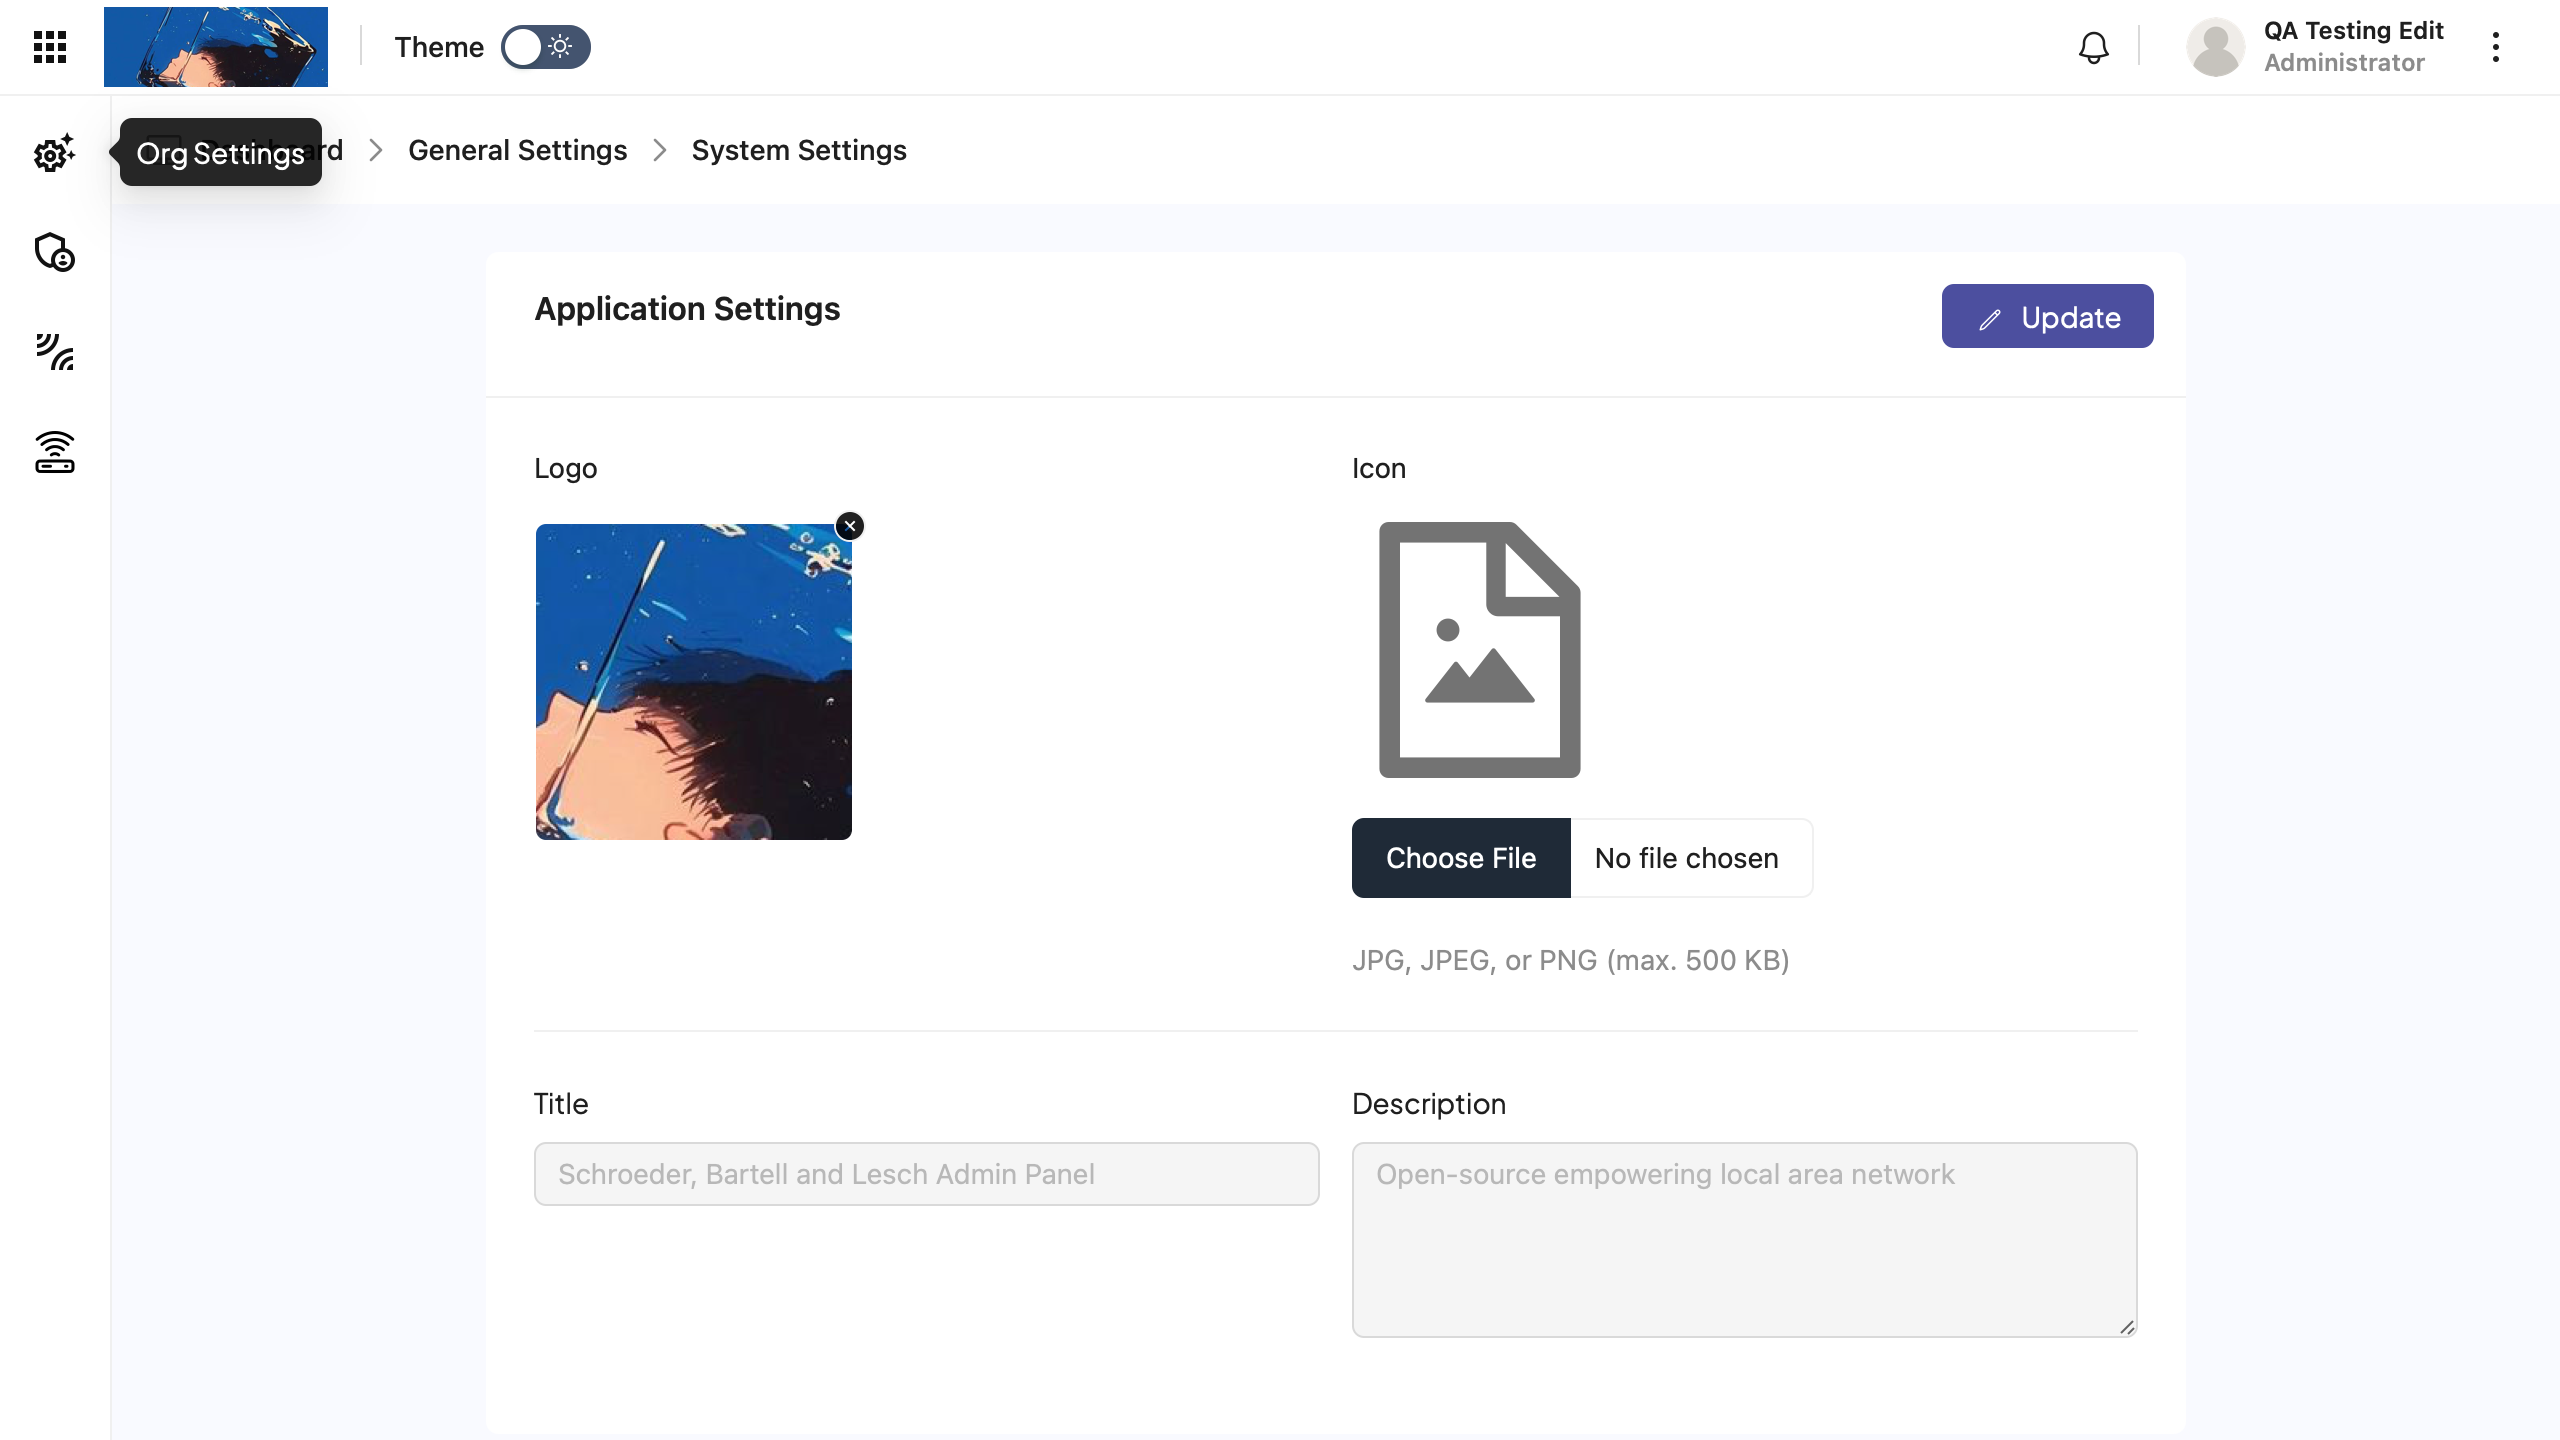 Theme
QA Testing Edit
Administrator
Org Settings
Dashboard
General Settings
System Settings
Application Settings
Update
Logo
Icon
Choose File
No file chosen
JPG, JPEG, or PNG (max. 500 KB)
Title
Description
Schroeder, Bartell and Lesch Admin Panel
Open-source empowering local area network